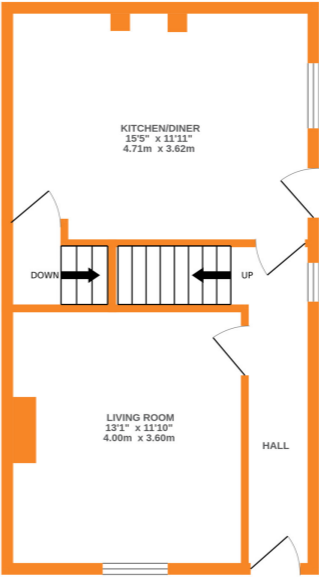 KITCHEN/DINER
15'5" x 11'11"
4.71m x 3.62m
DOWN
UP
LIVING ROOM
13'1" x 11'10"
4.00m x 3.60m
HALL